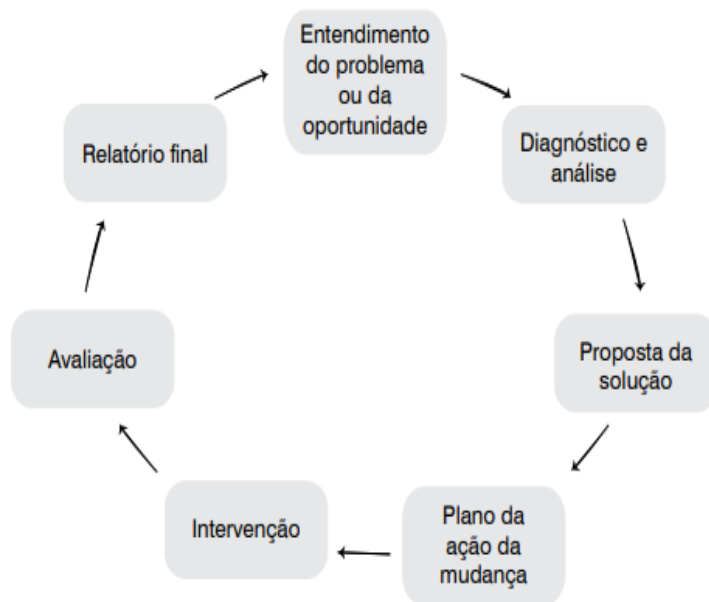 Entendimento
do problema
ou da
oportunidade
Diagnóstico e
análise
Proposta da
solução
Plano da
ação da
mudança
Intervenção
Avaliação
Relatório final